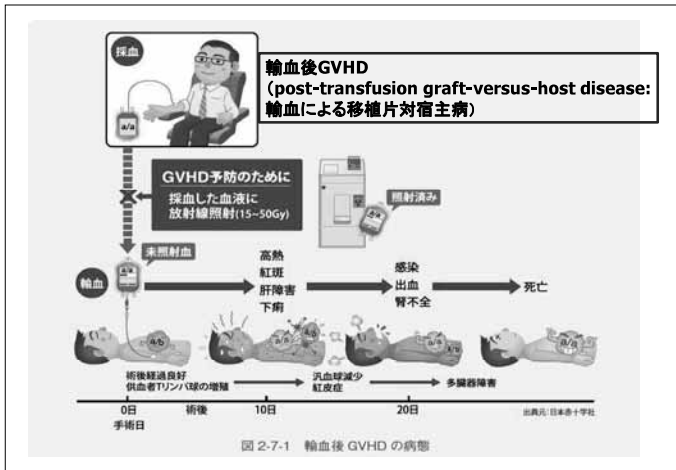 採血
a/a
輸血後GVHD
（post-transfusion graft-versus-host disease:
輸血による移植片対宿主病）
GVHD予防のために
採血した血液に
放射線照射(15~50Gy)
照射済み
未照射血
輸血
高熱
紅斑
肝障害
下痢
感染
出血
腎不全
死亡
a/b
a/a
a/a
a/b
a/a
術後経過良好
供血者Tリンパ球の増殖
汎血球減少
紅皮症
多臓器障害
0日
術後
10日
20日
手術日
出典元:日本赤十字社
図 2-7-1 輸血後 GVHD の病態